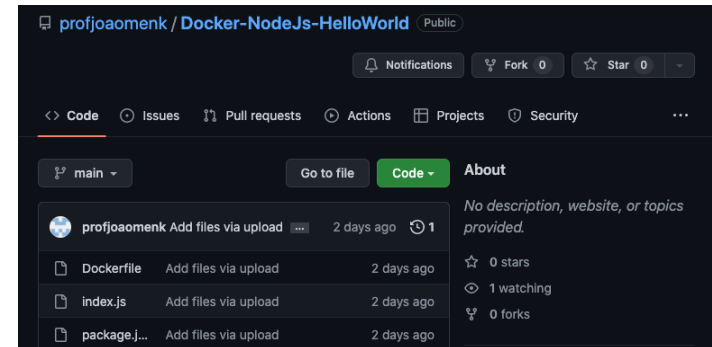 profjoaomenk / Docker-NodeJs-HelloWorld Public
Notifications Fork 0 Star 0
<> Code Issues Pull requests Actions Projects Security ...
main Go to file Code
profjoaomenk Add files via upload ... 2 days ago 1
Dockerfile Add files via upload 2 days ago
index.js Add files via upload 2 days ago
package.j... Add files via upload 2 days ago
About
No description, website, or topics
provided.
0 stars
1 watching
0 forks